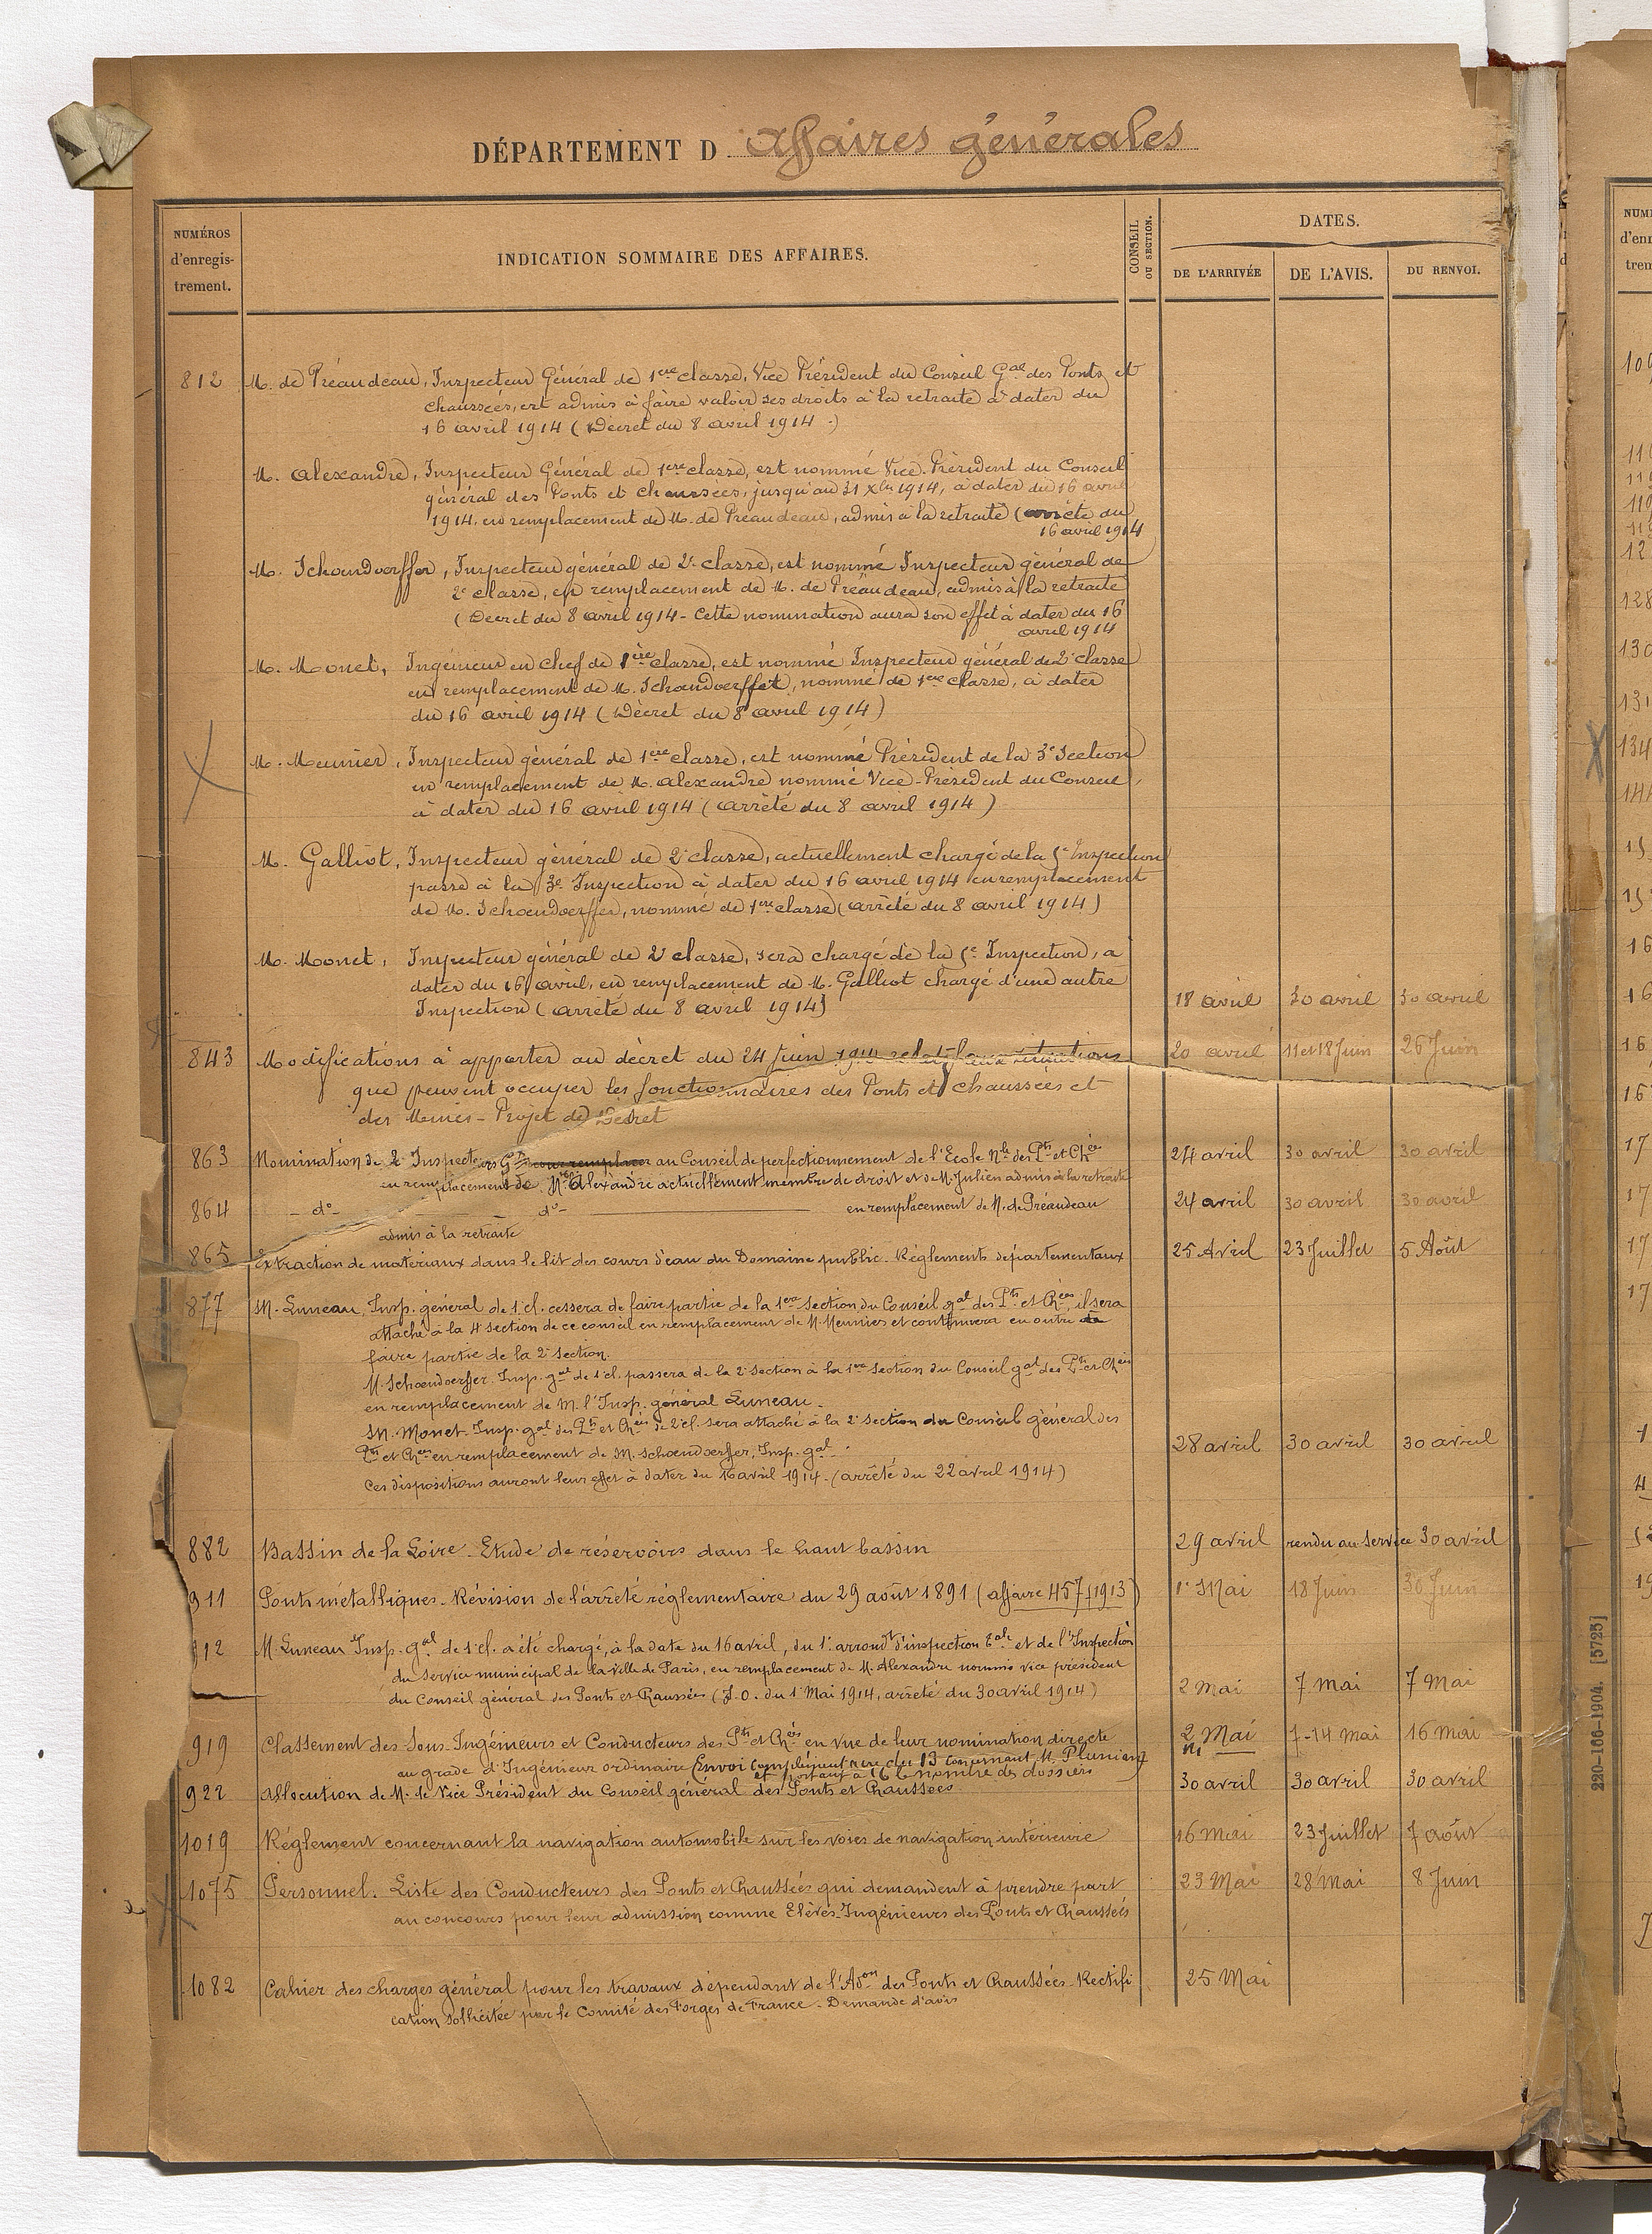 DÉPARTEMENT D Affaires générales
NUMÉROS d'enregis-trement.
INDICATION SOMMAIRE DES AFFAIRES.
CONSEIL OU SECTION.
DATES.
DE L'ARRIVÉE
DE L'AVIS.
DU RENVOI.
812 M. de Préaudeau, Inspecteur Général de 1ere classe, Vice Président du Conseil Gal des Ponts et
chaussées, est admis à faire valoir ses droits à la retraite à dater du
16 avril 1914 (Décret du 8 avril 1914.)
M. Alexandre, Inspecteur Général de 1ere classe, est nommé Vice-Président du Conseil
général des Ponts et chaussées, jusqu'au 31 Xbre 1914, à dater du 16 avril
1914, en remplacement de M. de Préaudeau, admis à la retraite (arrêté du
16 avril 1914
M. Schoendoerffer, Inspecteur général de 2e classe, est nommé Inspecteur général de
2e classe, en remplacement de M. de Préaudeau, admis à la retraite
(Décret du 8 avril 1914 - Cette nomination aura son effet à dater du 16
avril 1914
M. Monet, Ingénieur en chef de 1ère classe, est nommé Inspecteur général de 2e classe
en remplacement de M. Schoendoerffer, nommé de 1ere classe, à dater
du 16 avril 1914 (Décret du 8 avril 1914)
M. Meunier, Inspecteur général de 1ère classe, est nommé Président de la 3e Section
en remplacement de M. Alexandre nommé Vice-Président du Conseil,
à dater du 16 avril 1914 (arrêté du 8 avril 1914)
M. Galliot, Inspecteur général de 2e classe, actuellement chargé de la 5e Inspection
passe à la 3e Inspection à dater du 16 avril 1914 en remplacement
de M. Schoendoerffer, nommé de 1ere classe (arrêté du 8 avril 1914)
M. Monet, Inspecteur général de 2e classe, sera chargé de la 5e Inspection, à
dater du 16 avril, en remplacement de M. Galliot chargé d'une autre
Inspection (arrêté du 8 avril 1914) 18 avril 30 avril 30 avril
843 Modifications à apporter au décret du 24 Juin relatif aux situations 20 avril 11 et 18 Juin 26 Juin
que peuvent occuper les fonctionnaires des Ponts et chaussées et
des Mines - Projet de Décret
863 Nomination de 2 Inspecteurs Gx pour remplacer au Conseil de perfectionnement de l'Ecole Nle des Pts et Chées 24 avril 30 avril 30 avril
en remplacement de M. Alexandre actuellement membre de droit et de M. Julien admis à la retraite
864 - do - - do - en remplacement de M. de Préaudeau 24 avril 30 avril 30 avril
admis à la retraite
865 Extraction de matériaux dans le lit des cours d'eau du Domaine public - Règlements départementaux 25 Avril 23 Juillet 5 Août
877 M. Luneau, Insp. général de 1e cl. cessera de faire partie de la 1ere section du Conseil gal des Pts et Chées, il sera
attaché à la 4e section de ce conseil en remplacement de M. Meunier et continuera en outre de
faire partie de la 2e section.
M. Schoendoerffer Insp. gal de 1e cl. passera de la 2e section à la 1ere section du Conseil gal des Pts et Chées
en remplacement de M. l'Insp. général Luneau.
M. Monet. Insp. gal des Pts et Chées de 2e cl. sera attaché à la 2e section du Conseil général des
Pts et Chées en remplacement de M. Schoendoerffer, Insp. gal. 28 avril 30 avril 30 avril
Ces dispositions auront leur effet à dater du 16 avril 1914. (arrêté du 22 avril 1914)
882 Bassin de la Loire - Etude de réservoirs dans le haut bassin 29 avril rendu au service 30 avril
911 Ponts métalliques - Révision de l'arrêté réglementaire du 29 août 1891 (affaire 457/1913) 1er Mai 18 Juin 30 Juin
912 M. Luneau Insp. gal de 1e cl. a été chargé, à la date du 16 avril, du 1er arrondt d'inspection Gale et de l'Inspection
du service municipal de la Ville de Paris, en remplacement de M. Alexandre nommé vice président
du Conseil général des Ponts et Chaussées (J.O. du 1er Mai 1914, arrêté du 30 avril 1914) 2 Mai 7 mai 7 Mai
919 Classement des Sous-Ingénieurs et Conducteurs des Pts et Chées en vue de leur nomination directe 2 Mai 7-14 Mai 16 Mai
au grade d'Ingénieur ordinaire (Envoi complémentaire du 13 concernant M. Plumieng
et portant à 16 le nombre des dossiers
922 Allocution de M. le Vice Président du Conseil général des Ponts et Chaussées 30 avril 30 avril 30 avril
1019 Règlement concernant la navigation automobile sur les voies de navigation intérieure 16 Mai 23 Juillet 7 août
1075 Personnel. Liste des Conducteurs des Ponts et Chaussées qui demandent à prendre part 23 Mai 28 Mai 8 Juin
au concours pour leur admission comme Elèves-Ingénieurs des Ponts et Chaussées
1082 Cahier des charges général pour les travaux dépendant de l'Adon des Ponts et Chaussées - Rectifi 25 Mai
cation sollicitée par le Comité des Forges de France - Demande d'avis
220-166-1904. [5725]